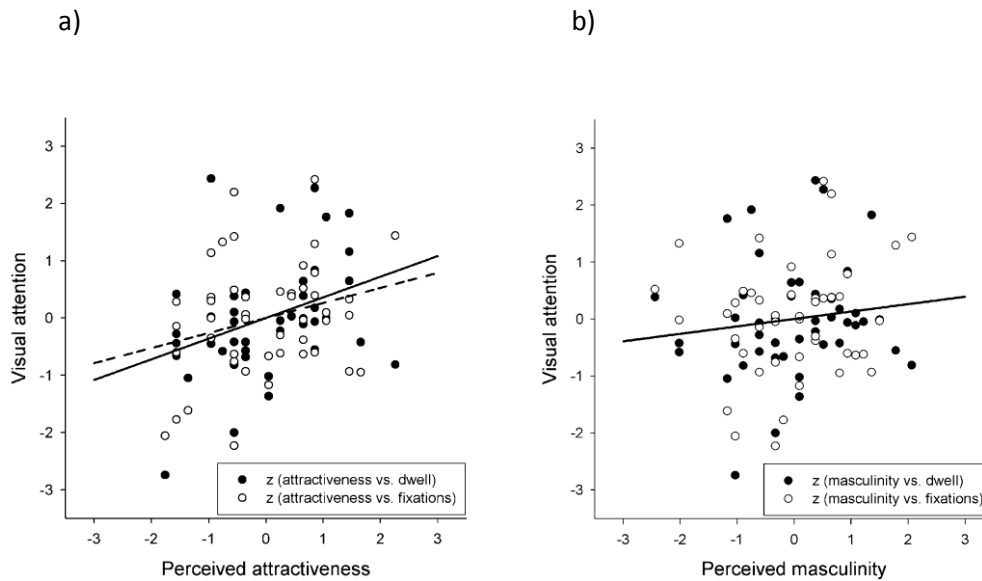 a)
b)
3
2
1
0
-1
-2
-3
Visual attention
z (attractiveness vs. dwell)
z (attractiveness vs. fixations)
-3 -2 -1 0 1 2 3
Perceived attractiveness
3
2
1
0
-1
-2
-3
Visual attention
z (masculinity vs. dwell)
z (masculinity vs. fixations)
-3 -2 -1 0 1 2 3
Perceived masculinity